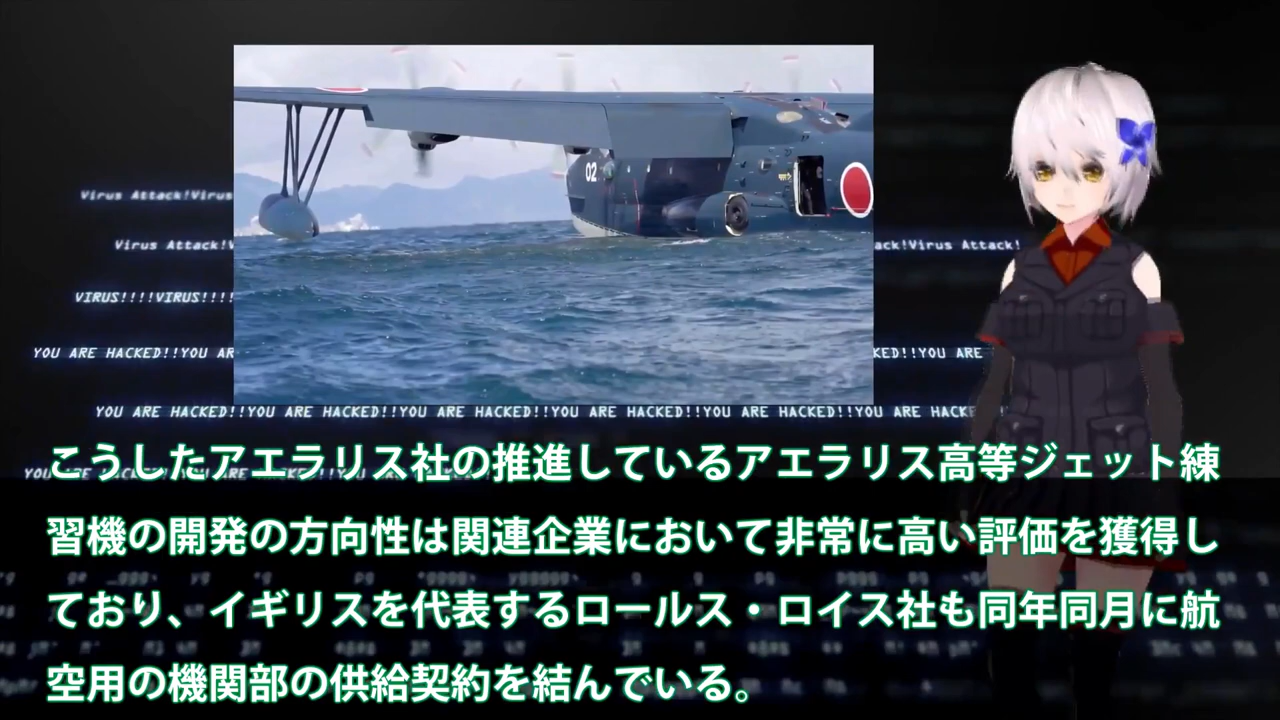 02
Virus Attack!Virus
Virus Attack!V
ack!Virus Attack!
VIRUS!!!!VIRUS!!!!
YOU ARE HACKED!!YOU AR
KED!!YOU ARE
YOU ARE HACKED!!YOU ARE HACKED!!YOU ARE HACKED!!YOU ARE HACKED!!YOU ARE HACKE
こうしたアエラリス社の推進しているアエラリス高等ジェット練
習機の開発の方向性は関連企業において非常に高い評価を獲得し
ており、イギリスを代表するロールス・ロイス社も同年同月に航
空用の機関部の供給契約を結んでいる。